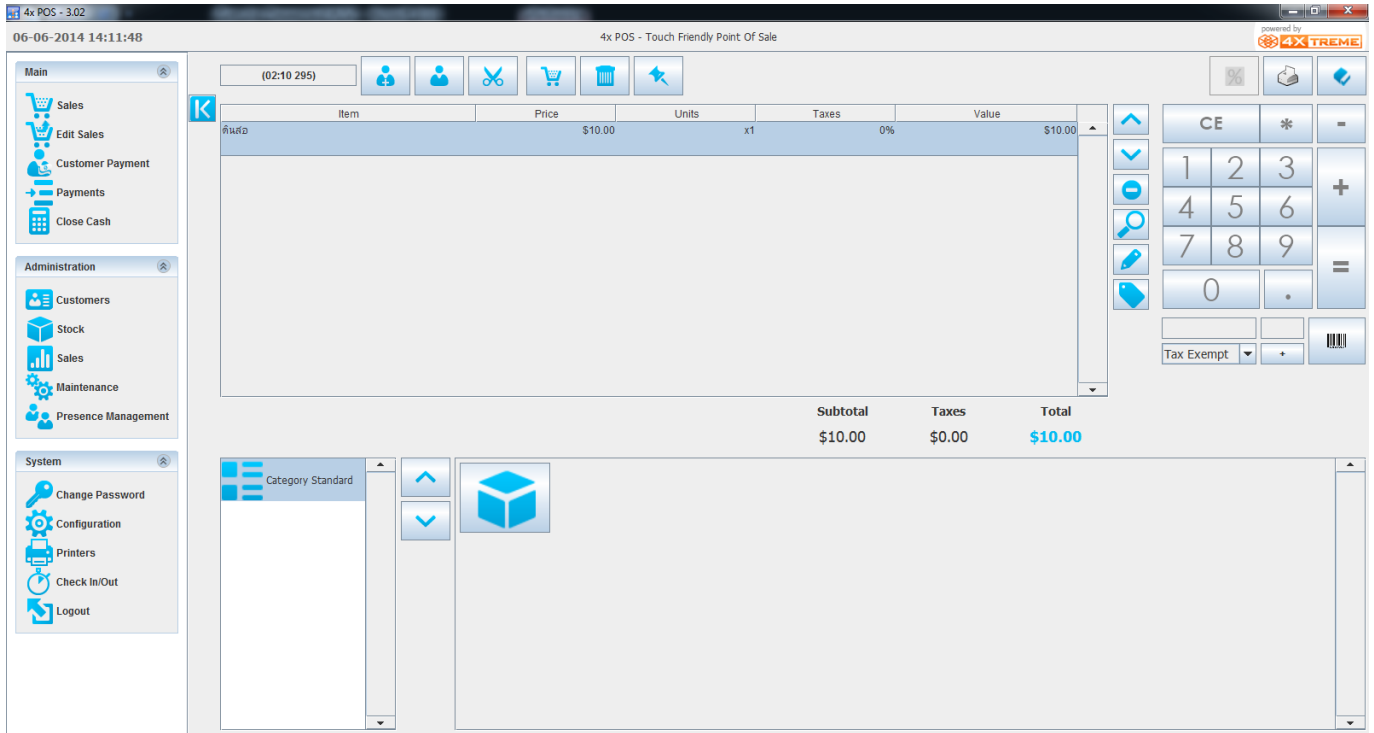 4x POS - 3.02
06-06-2014 14:11:48
4x POS - Touch Friendly Point Of Sale
powered by
4XTREME
Main
Sales
Edit Sales
Customer Payment
Payments
Close Cash
Administration
Customers
Stock
Sales
Maintenance
Presence Management
System
Change Password
Configuration
Printers
Check In/Out
Logout
(02:10 295)
%
Item Price Units Taxes Value
ดินสอ $10.00 x1 0% $10.00
Subtotal Taxes Total
$10.00 $0.00 $10.00
CE * -
1 2 3 +
4 5 6
7 8 9 =
0 .
Tax Exempt +
Category Standard